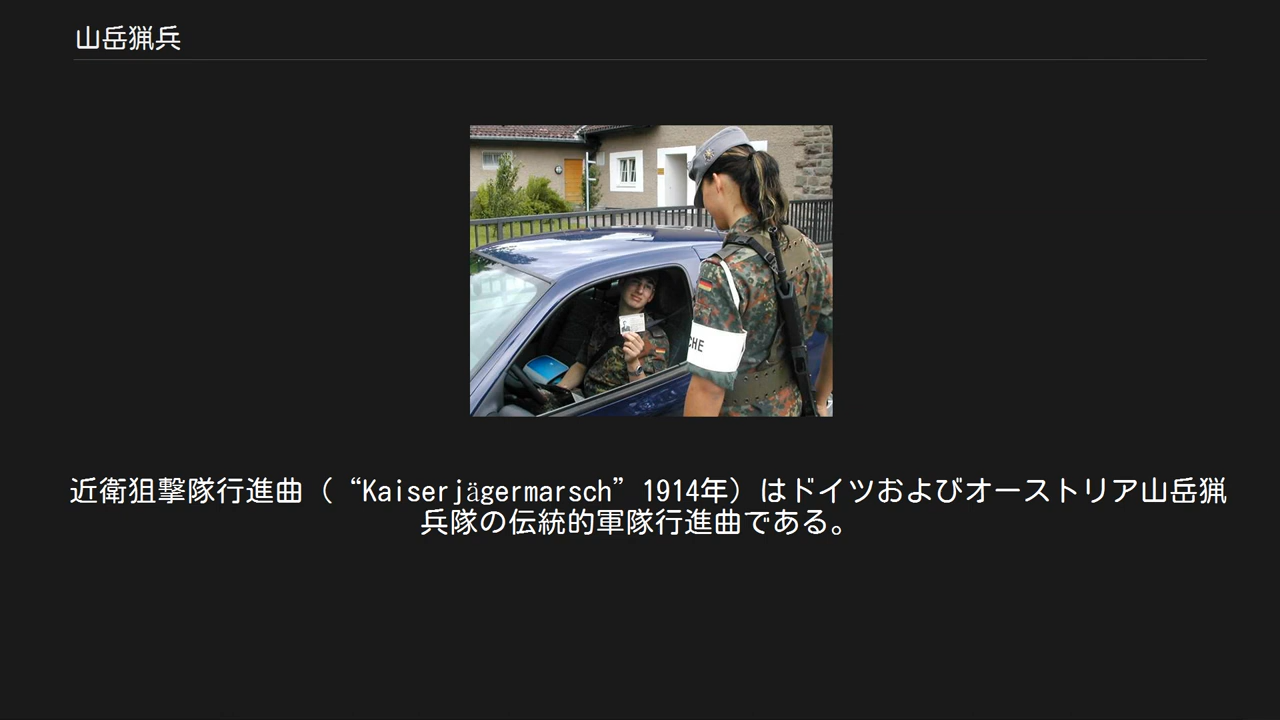 山岳猟兵
CHE
近衛狙撃隊行進曲（“Kaiserjägermarsch”1914年）はドイツおよびオーストリア山岳猟
兵隊の伝統的軍隊行進曲である。